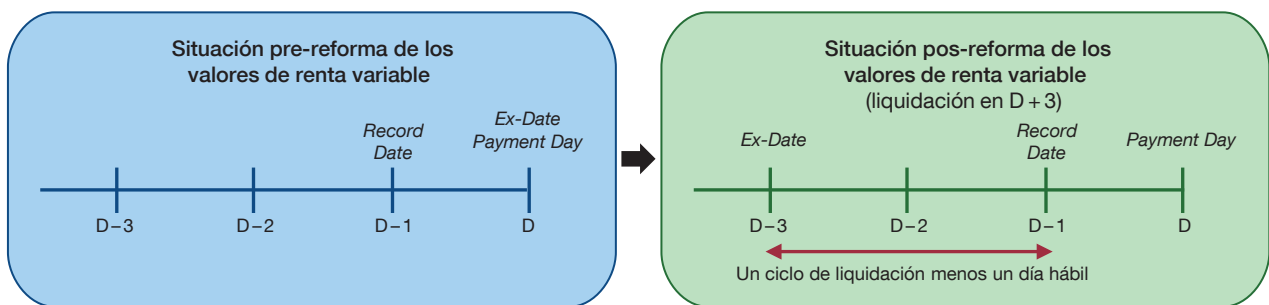 Situación pre-reforma de los
valores de renta variable
Record
Date
Ex-Date
Payment Day
D–3
D–2
D–1
D
Situación pos-reforma de los
valores de renta variable
(liquidación en D+3)
Ex-Date
Record
Date
Payment Day
D–3
D–2
D–1
D
Un ciclo de liquidación menos un día hábil